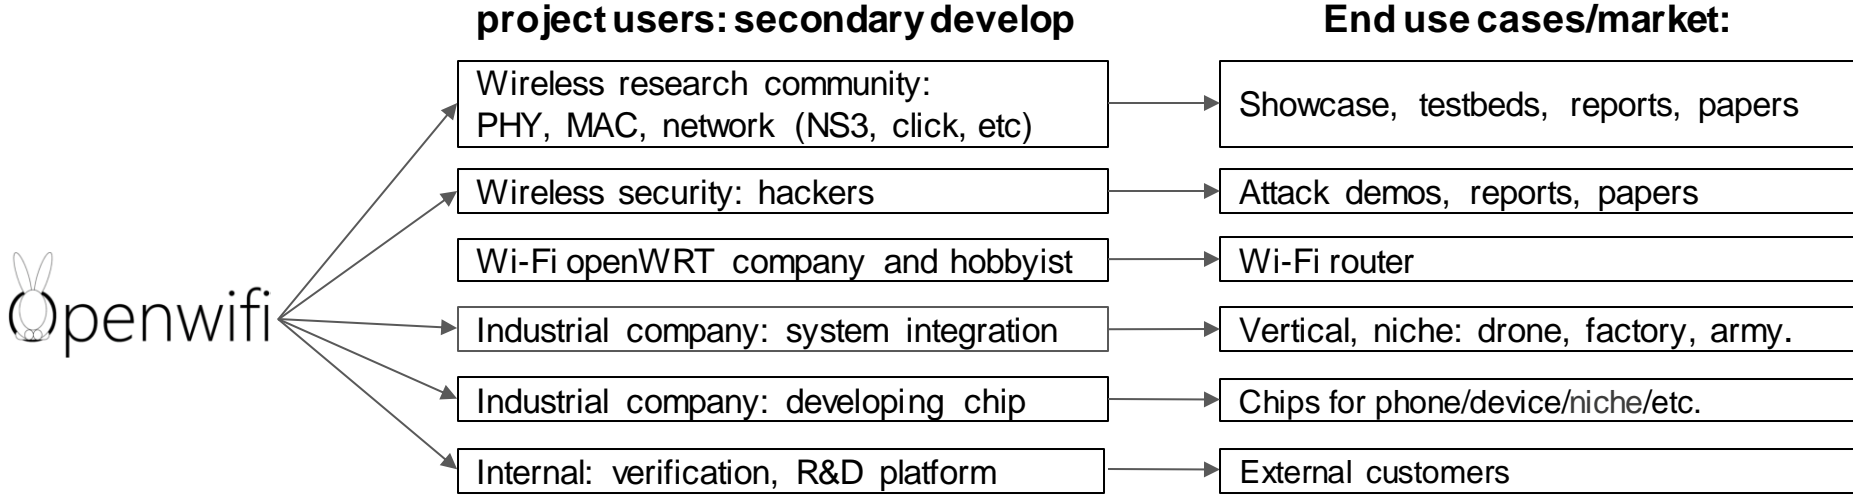 project users: secondary develop
End use cases/market:
Wireless research community:
PHY, MAC, network (NS3, click, etc)
Showcase, testbeds, reports, papers
Wireless security: hackers
Attack demos, reports, papers
Wi-Fi openWRT company and hobbyist
Wi-Fi router
Openwifi
Industrial company: system integration
Vertical, niche: drone, factory, army.
Industrial company: developing chip
Chips for phone/device/niche/etc.
Internal: verification, R&D platform
External customers